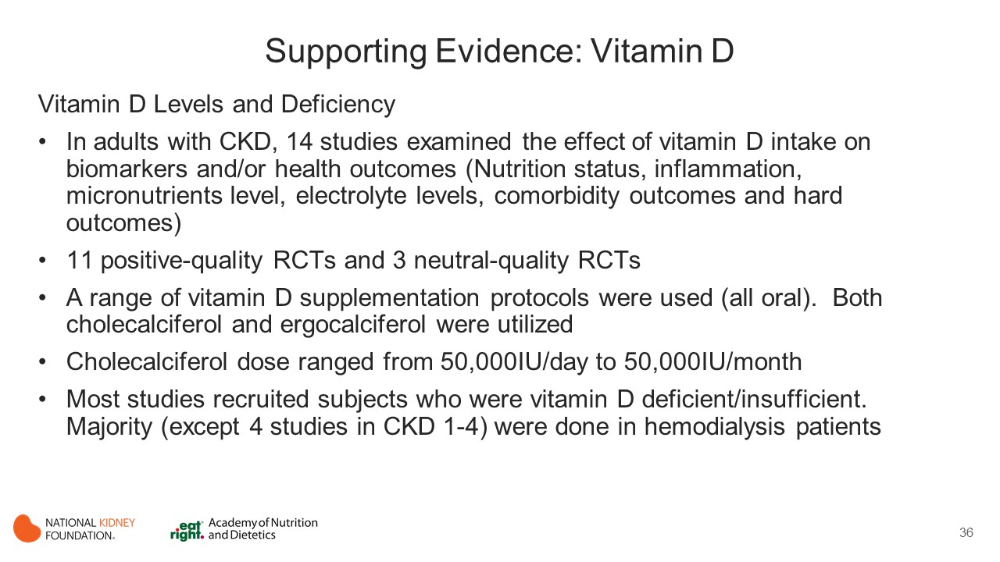 Supporting Evidence: Vitamin D
Vitamin D Levels and Deficiency
• In adults with CKD, 14 studies examined the effect of vitamin D intake on
biomarkers and/or health outcomes (Nutrition status, inflammation,
micronutrients level, electrolyte levels, comorbidity outcomes and hard
outcomes)
• 11 positive-quality RCTs and 3 neutral-quality RCTs
• A range of vitamin D supplementation protocols were used (all oral).  Both
cholecalciferol and ergocalciferol were utilized
• Cholecalciferol dose ranged from 50,000IU/day to 50,000IU/month
• Most studies recruited subjects who were vitamin D deficient/insufficient.
Majority (except 4 studies in CKD 1-4) were done in hemodialysis patients
NATIONAL KIDNEY
FOUNDATION®
eat
right.
Academy of Nutrition
and Dietetics
36